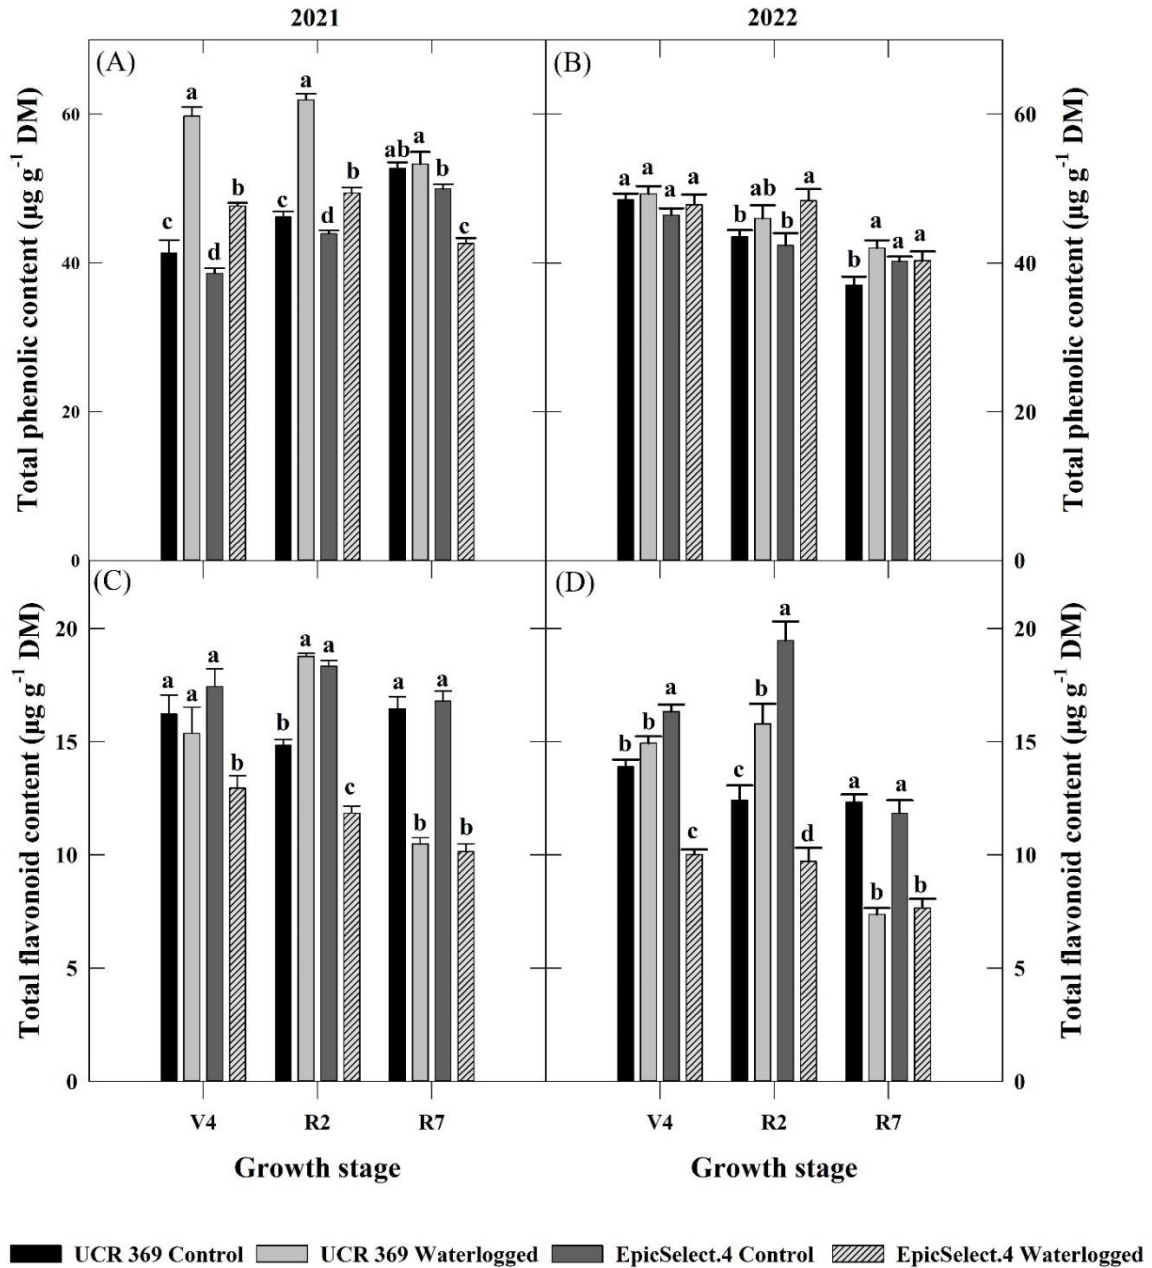 2021 2022
(A) (B)
Total phenolic content (µg g-1 DM)
60
40
20
0
c a d b
c a d b
ab a b c
a a a a
b ab b a
b a a a
60
40
20
0
Total phenolic content (µg g-1 DM)
(C) (D)
Total flavonoid content (µg g-1 DM)
20
15
10
5
0
a a a b
b a a c
a b a b
b b a c
c b a d
a b a b
20
15
10
5
0
Total flavonoid content (µg g-1 DM)
V4 R2 R7 V4 R2 R7
Growth stage Growth stage
UCR 369 Control UCR 369 Waterlogged EpicSelect.4 Control EpicSelect.4 Waterlogged